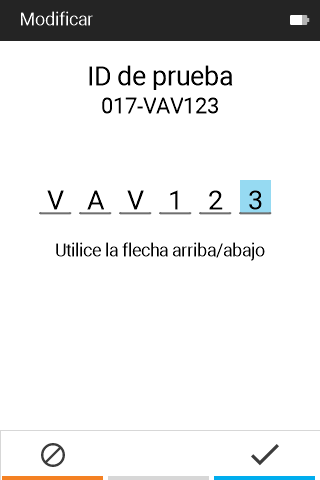 Modificar
ID de prueba
017-VAV123
V A V 1 2 3
Utilice la flecha arriba/abajo